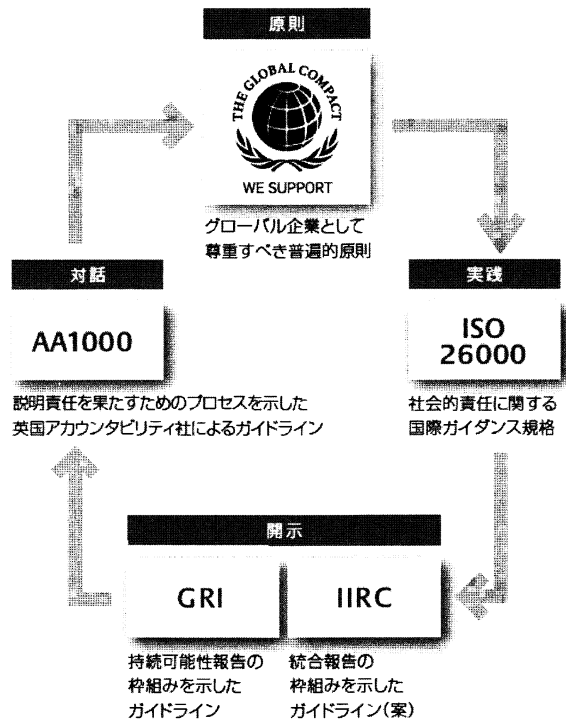 原則
THE GLOBAL COMPACT
WE SUPPORT
グローバル企業として
尊重すべき普遍的原則
実践
ISO
26000
社会的責任に関する
国際ガイダンス規格
開示
GRI
持続可能性報告の
枠組みを示した
ガイドライン
IIRC
統合報告の
枠組みを示した
ガイドライン(案)
対話
AA1000
説明責任を果たすためのプロセスを示した
英国アカウンタビリティ社によるガイドライン